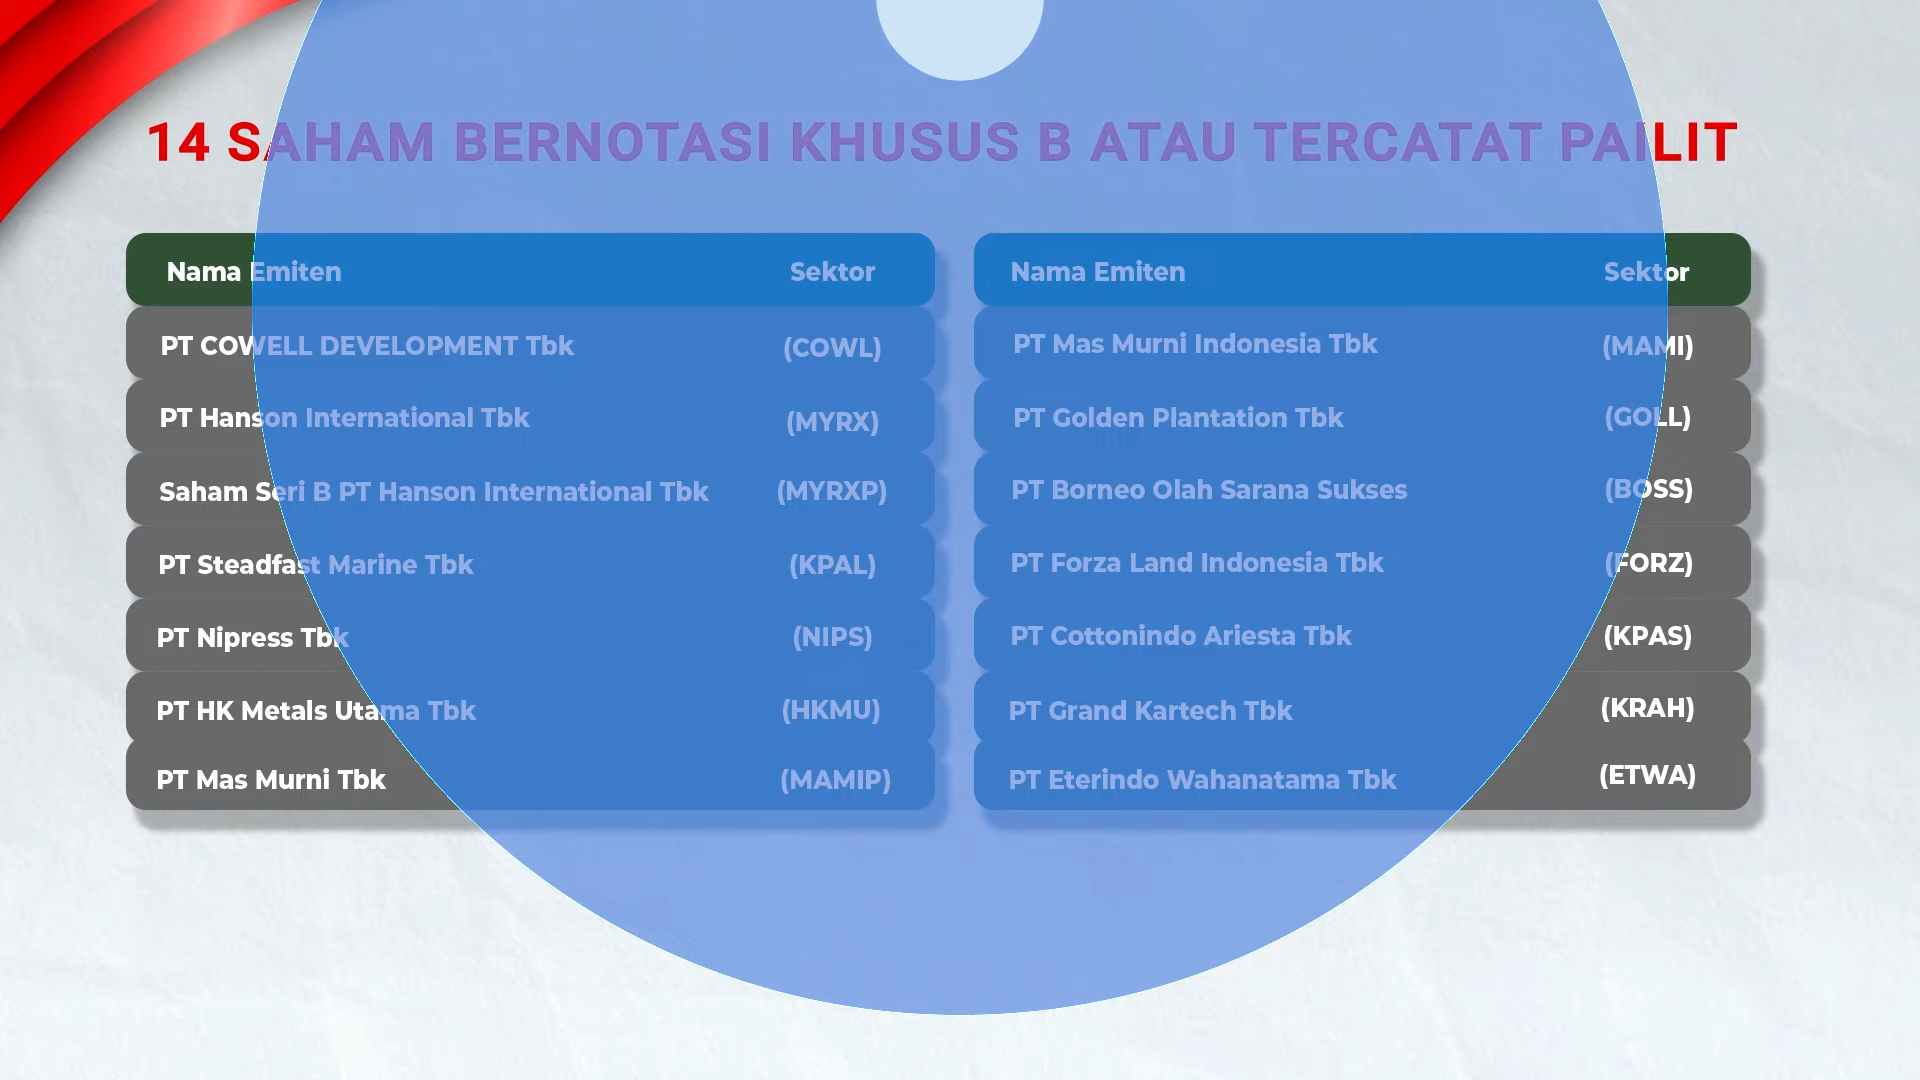 14 SAHAM BERNOTASI KHUSUS B ATAU TERCATAT PAILIT
Nama Emiten Sektor
PT COWELL DEVELOPMENT Tbk (COWL)
PT Hanson International Tbk (MYRX)
Saham Seri B PT Hanson International Tbk (MYRXP)
PT Steadfast Marine Tbk (KPAL)
PT Nipress Tbk (NIPS)
PT HK Metals Utama Tbk (HKMU)
PT Mas Murni Tbk (MAMIP)
Nama Emiten Sektor
PT Mas Murni Indonesia Tbk (MAMI)
PT Golden Plantation Tbk (GOLL)
PT Borneo Olah Sarana Sukses (BOSS)
PT Forza Land Indonesia Tbk (FORZ)
PT Cottonindo Ariesta Tbk (KPAS)
PT Grand Kartech Tbk (KRAH)
PT Eterindo Wahanatama Tbk (ETWA)